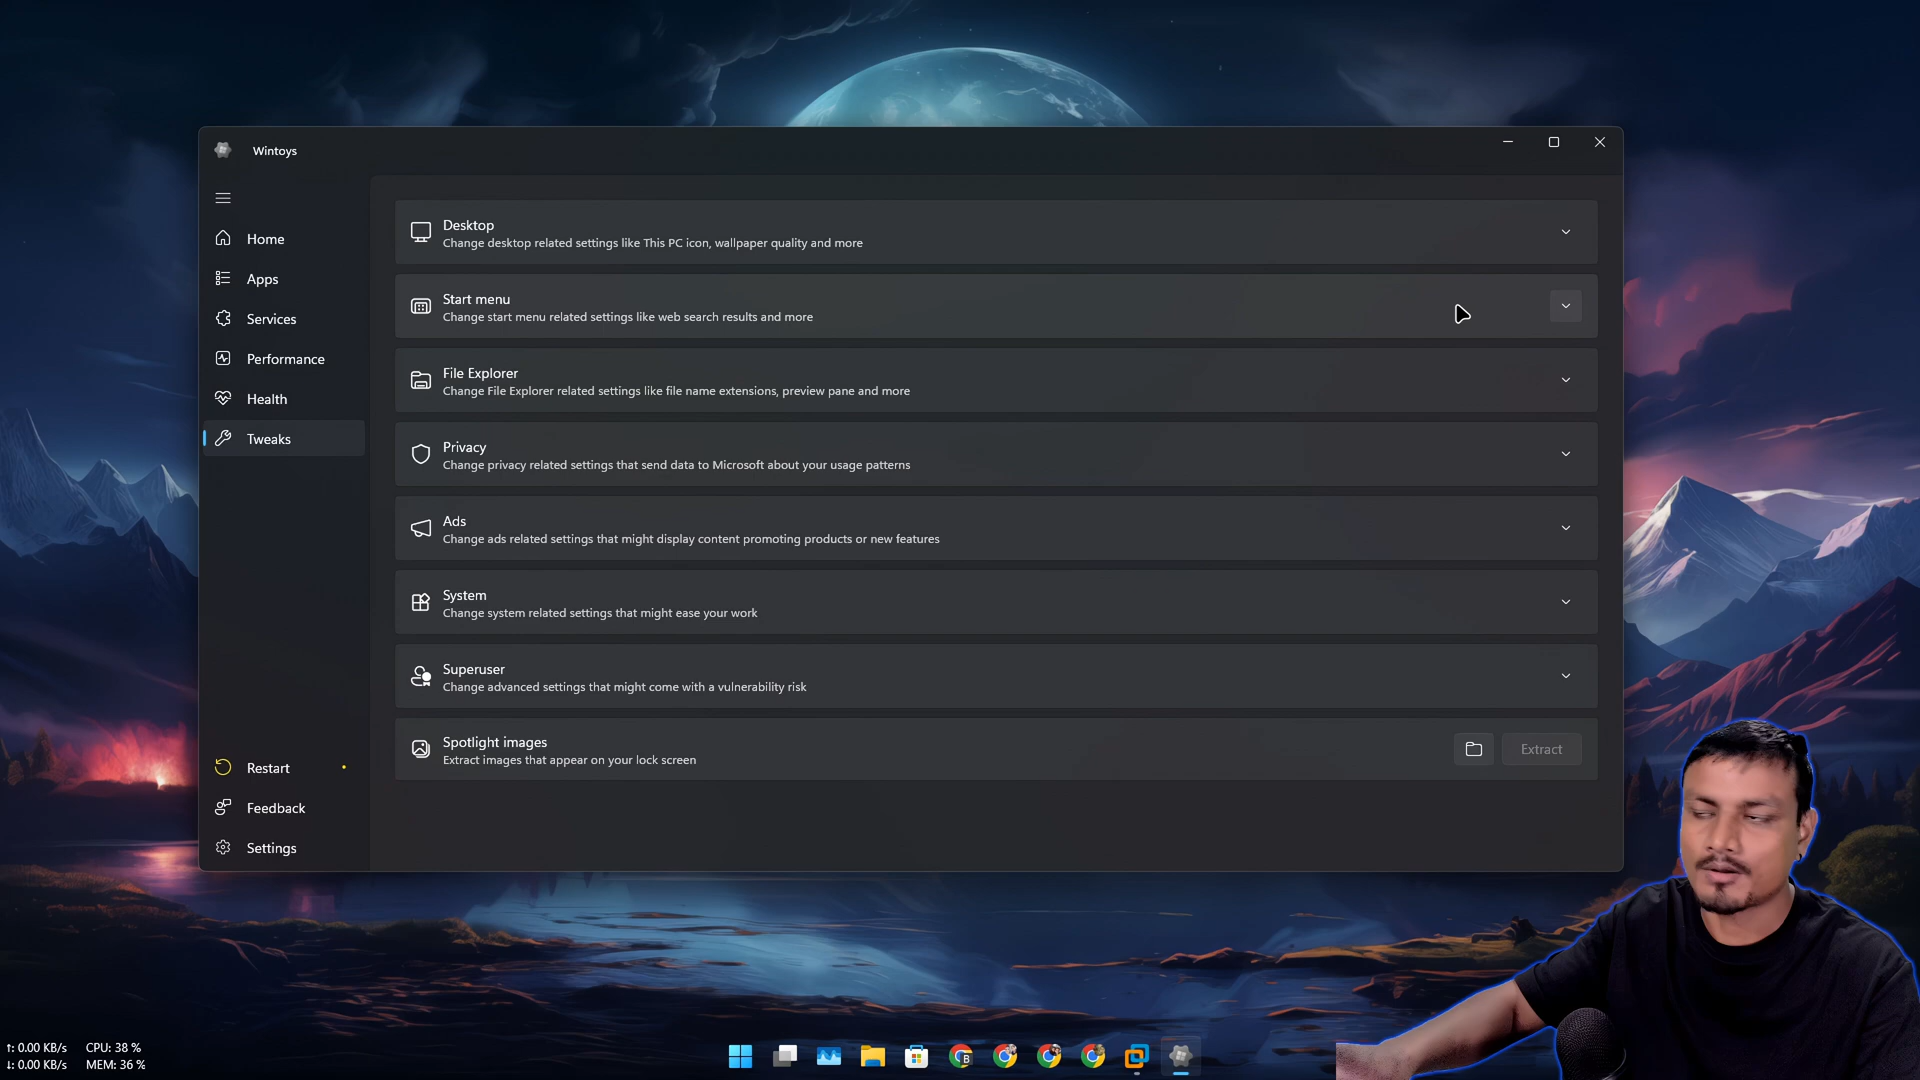 Wintoys
Home
Apps
Services
Performance
Health
Tweaks
Restart
Feedback
Settings
Desktop
Change desktop related settings like This PC icon, wallpaper quality and more
Start menu
Change start menu related settings like web search results and more
File Explorer
Change File Explorer related settings like file name extensions, preview pane and more
Privacy
Change privacy related settings that send data to Microsoft about your usage patterns
Ads
Change ads related settings that might display content promoting products or new features
System
Change system related settings that might ease your work
Superuser
Change advanced settings that might come with a vulnerability risk
Spotlight images
Extract images that appear on your lock screen
Extract
↑: 0.00 KB/s CPU: 38 %
↓: 0.00 KB/s MEM: 36 %
B